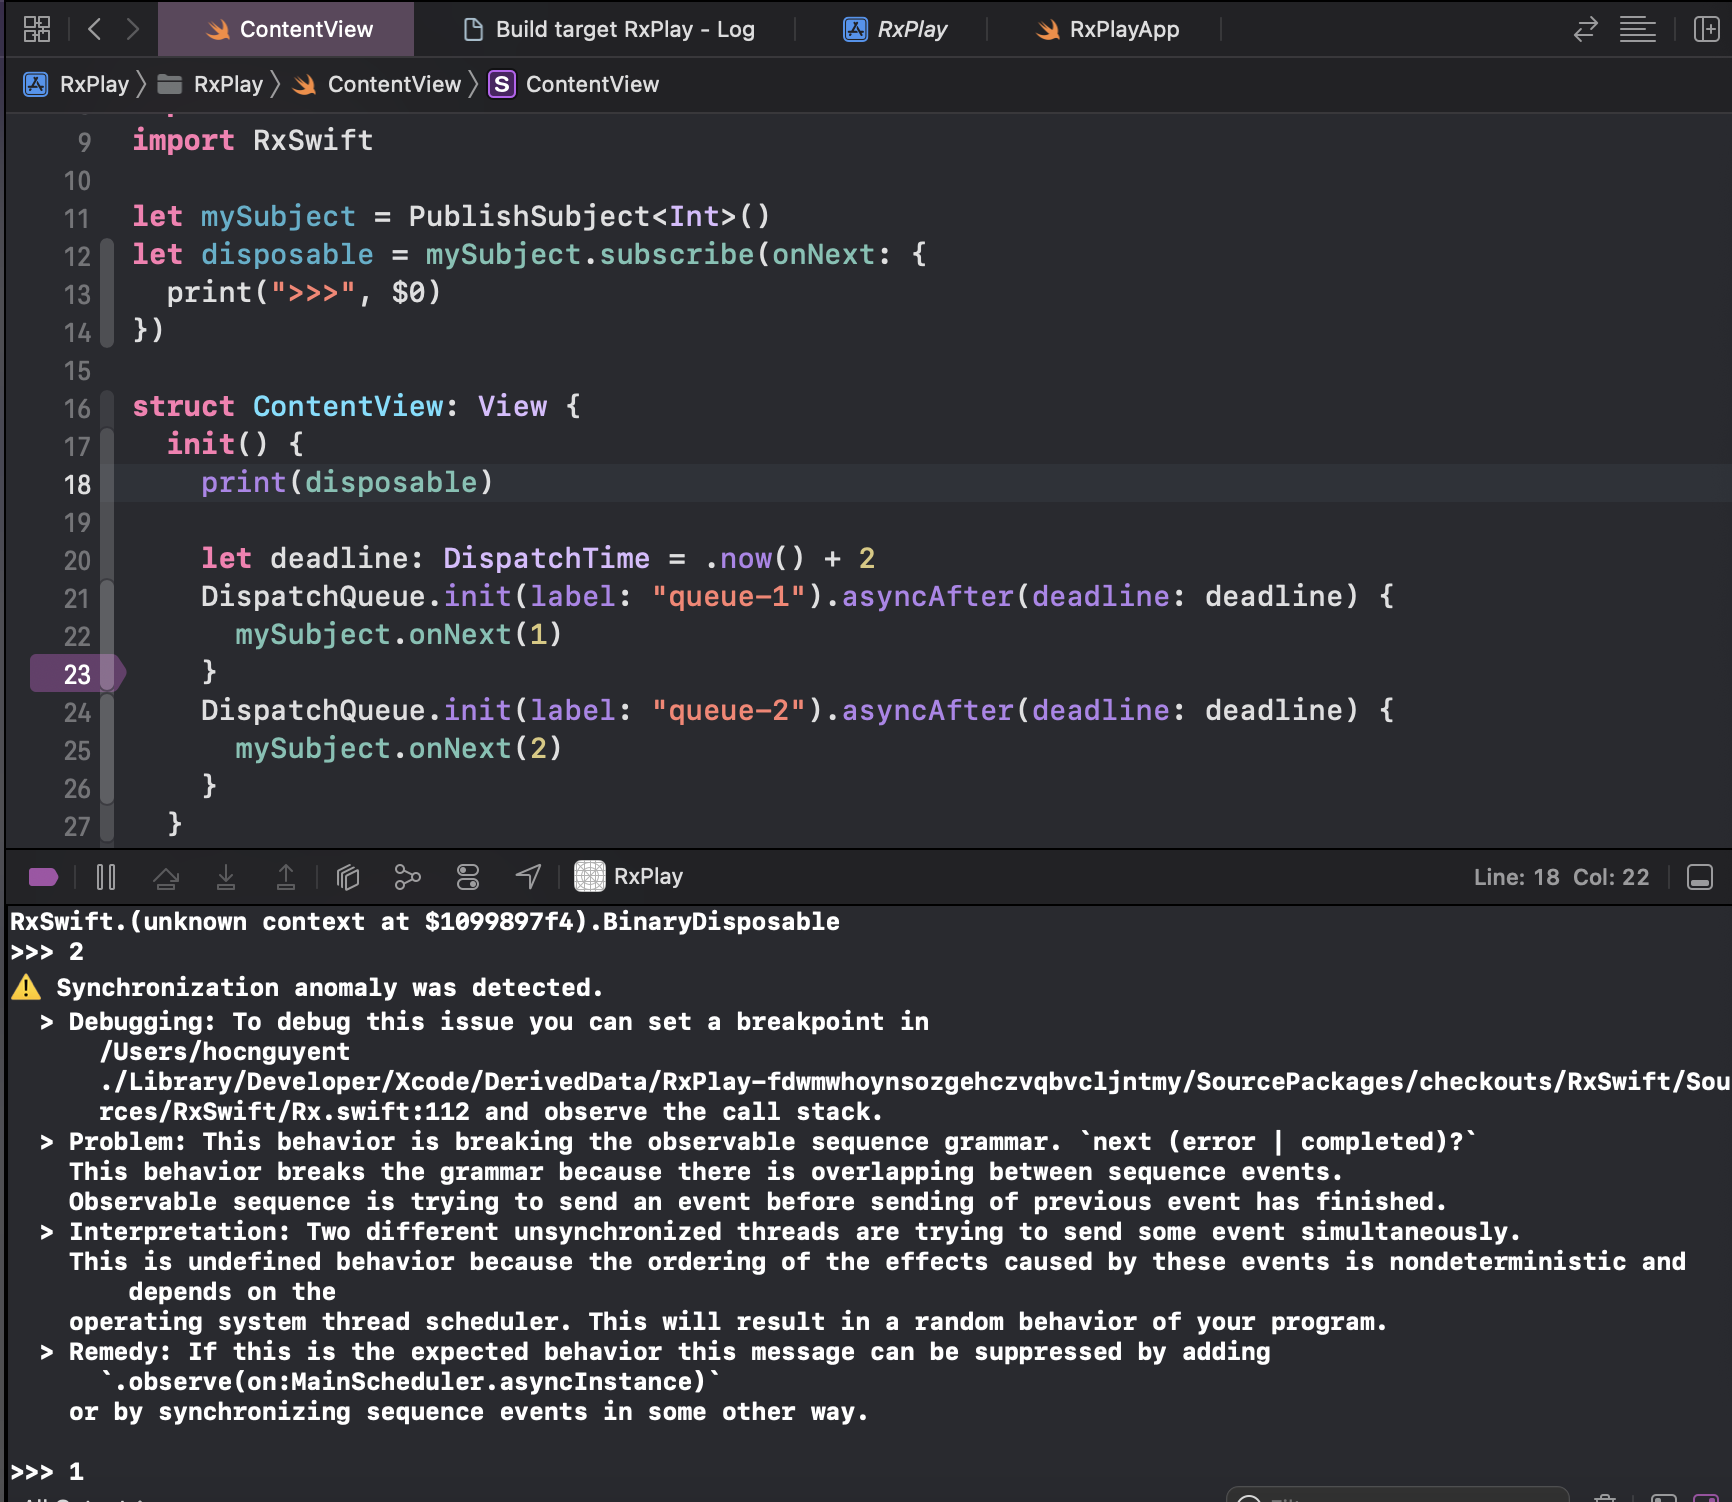 ContentView
Build target RxPlay - Log
RxPlay
RxPlayApp
RxPlay 〉 RxPlay 〉 ContentView 〉 S ContentView
9 import RxSwift
10
11 let mySubject = PublishSubject<Int>()
12 let disposable = mySubject.subscribe(onNext: {
13 print(">>>", $0)
14 })
15
16 struct ContentView: View {
17 init() {
18 print(disposable)
19
20 let deadline: DispatchTime = .now() + 2
21 DispatchQueue.init(label: "queue-1").asyncAfter(deadline: deadline) {
22 mySubject.onNext(1)
23 }
24 DispatchQueue.init(label: "queue-2").asyncAfter(deadline: deadline) {
25 mySubject.onNext(2)
26 }
27 }
RxPlay
Line: 18 Col: 22
RxSwift.(unknown context at $1099897f4).BinaryDisposable
>>> 2
⚠️ Synchronization anomaly was detected.
> Debugging: To debug this issue you can set a breakpoint in
/Users/hocnguyent
./Library/Developer/Xcode/DerivedData/RxPlay-fdwmwhoynsozgehczvqbvcljntmy/SourcePackages/checkouts/RxSwift/Sou
rces/RxSwift/Rx.swift:112 and observe the call stack.
> Problem: This behavior is breaking the observable sequence grammar. `next (error | completed)?`
This behavior breaks the grammar because there is overlapping between sequence events.
Observable sequence is trying to send an event before sending of previous event has finished.
> Interpretation: Two different unsynchronized threads are trying to send some event simultaneously.
This is undefined behavior because the ordering of the effects caused by these events is nondeterministic and
depends on the
operating system thread scheduler. This will result in a random behavior of your program.
> Remedy: If this is the expected behavior this message can be suppressed by adding
`.observe(on:MainScheduler.asyncInstance)`
or by synchronizing sequence events in some other way.
>>> 1